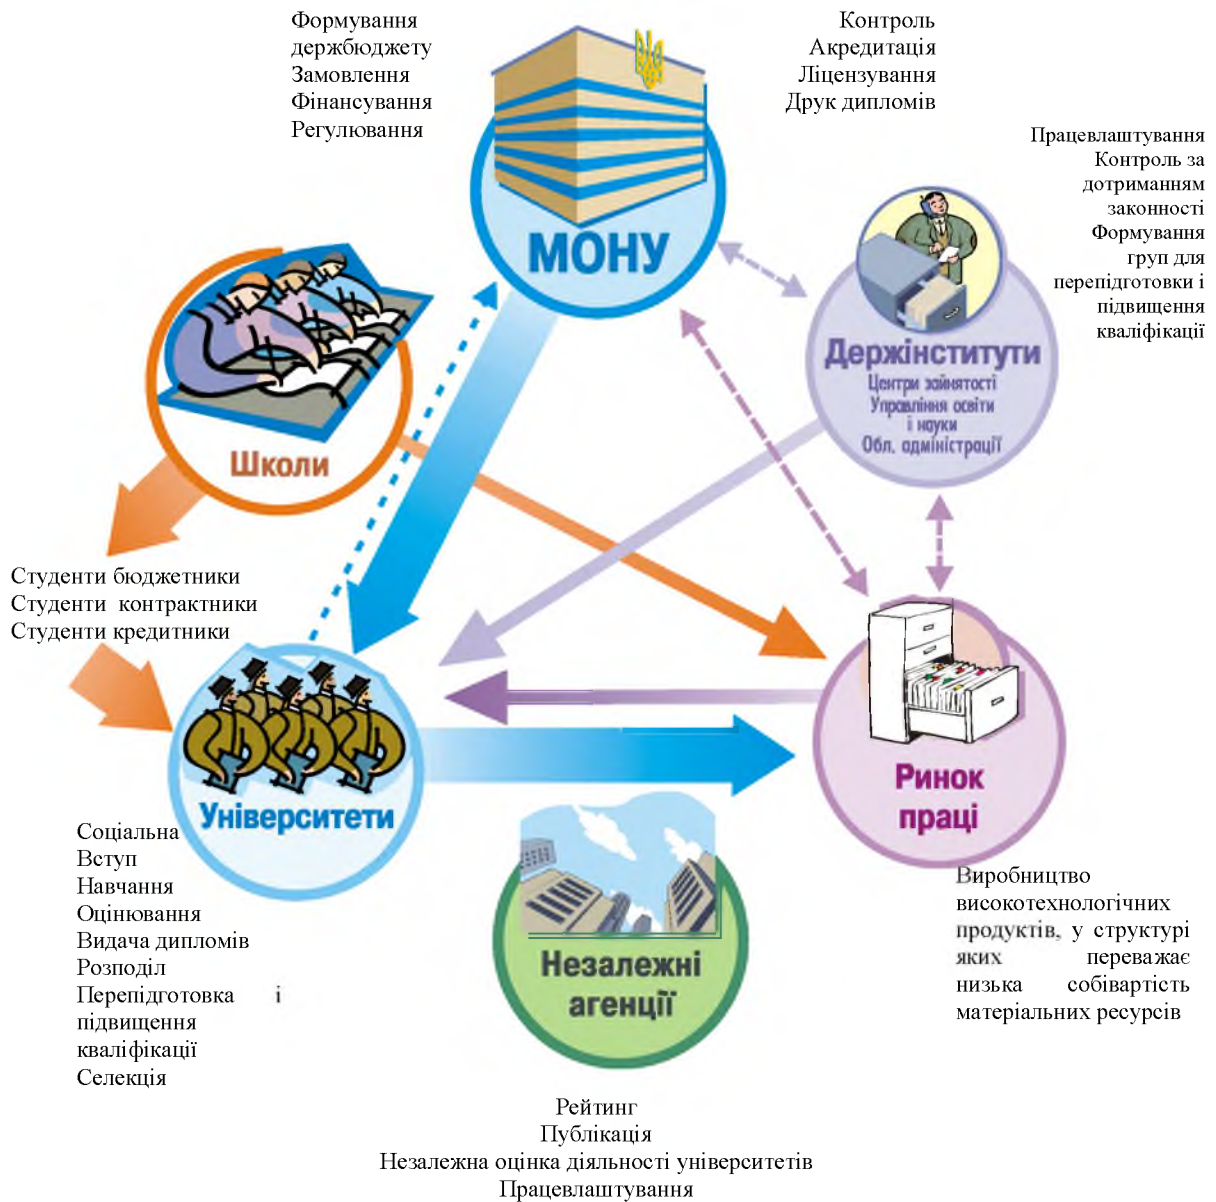 Формування
держбюджету
Замовлення
Фінансування
Регулювання
Контроль
Акредитація
Ліцензування
Друк дипломів
Працевлаштування
Контроль за
дотриманням
законності
Формування
груп для
перепідготовки і
підвищення
кваліфікації
МОНУ
Держінститути
Центри зайнятості
Управління освіти
і науки
Обл. адміністрації
Школи
Студенти бюджетники
Студенти контрактники
Студенти кредитники
Університети
Ринок
праці
Соціальна
Вступ
Навчання
Оцінювання
Видача дипломів
Розподіл
Перепідготовка і
підвищення
кваліфікації
Селекція
Незалежні
агенції
Виробництво
високотехнологічних
продуктів, у структурі
яких переважає
низька собівартість
матеріальних ресурсів
Рейтинг
Публікація
Незалежна оцінка діяльності університетів
Працевлаштування